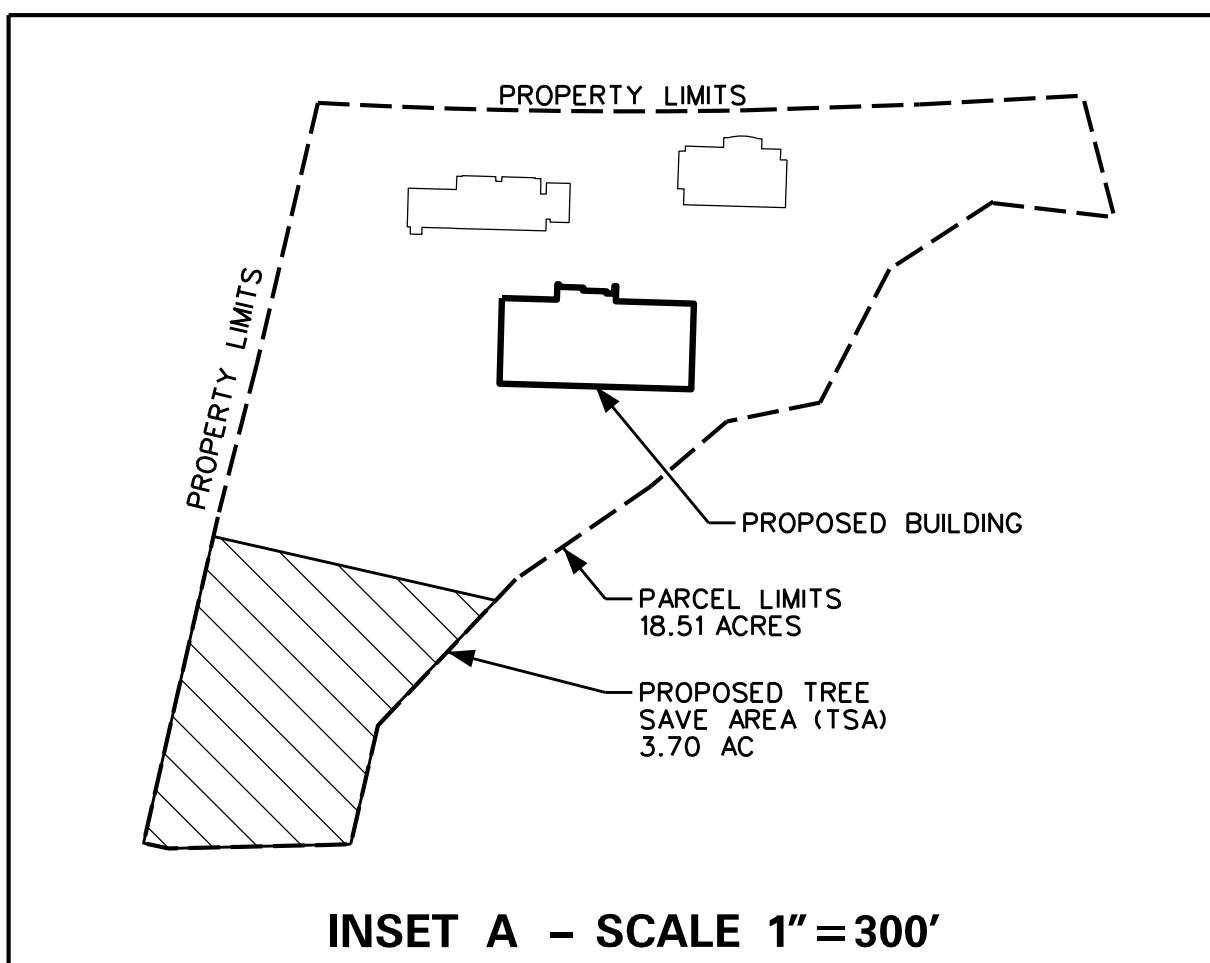 PROPERTY LIMITS
PROPERTY LIMITS
PROPOSED BUILDING
PARCEL LIMITS
18.51 ACRES
PROPOSED TREE
SAVE AREA (TSA)
3.70 AC
INSET A – SCALE 1"=300'